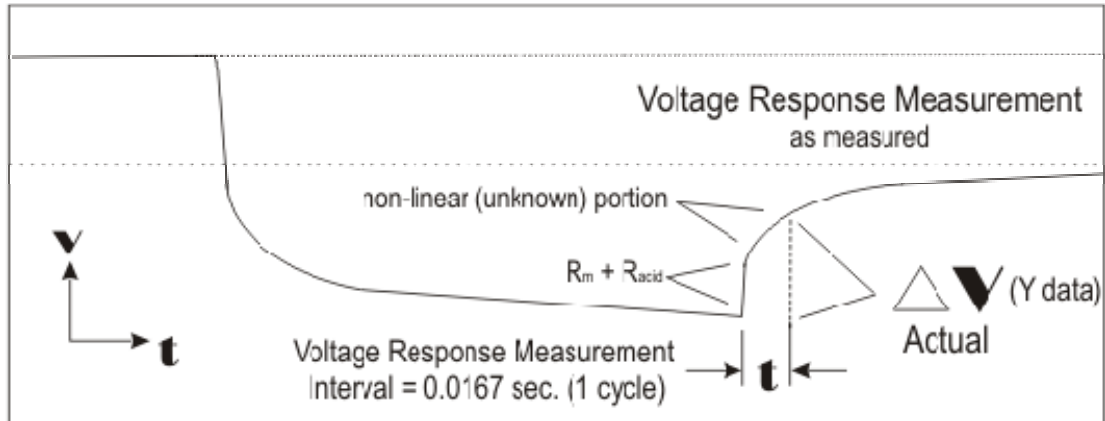 Voltage Response Measurement
as measured
non-linear (unknown) portion
Rm + Racid
V
t
△ V (Y data)
Actual
Voltage Response Measurement
Interval = 0.0167 sec. (1 cycle)
t